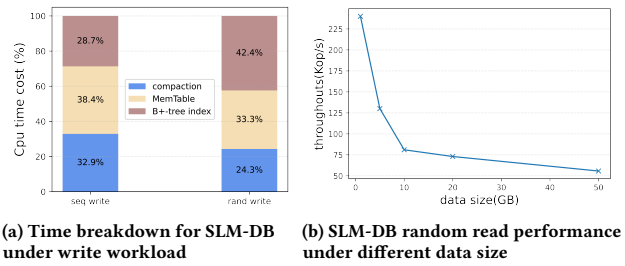 Cpu time cost (%)
100
80
60
40
20
0
28.7%
38.4%
32.9%
42.4%
33.3%
24.3%
compaction
MemTable
B+-tree index
seq write
rand write
(a) Time breakdown for SLM-DB
under write workload
throughouts(Kop/s)
225
200
175
150
125
100
75
50
0
10
20
30
40
50
data size(GB)
(b) SLM-DB random read performance
under different data size